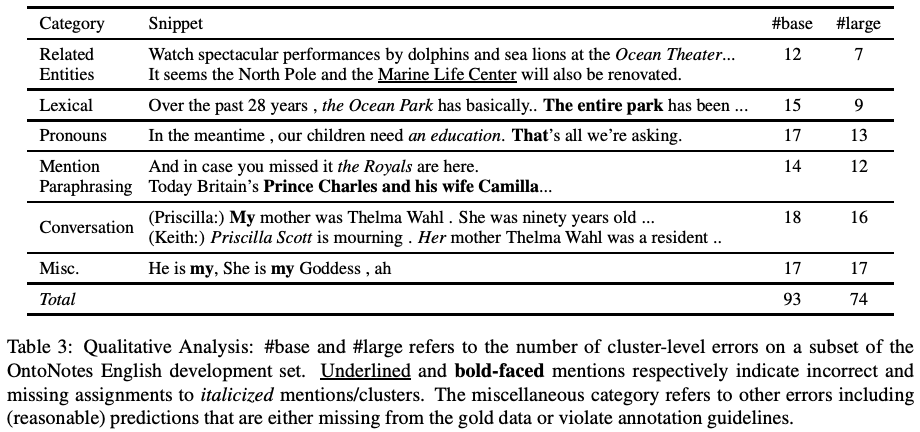 Category Snippet #base #large
Related Entities Watch spectacular performances by dolphins and sea lions at the Ocean Theater... 12 7
It seems the North Pole and the Marine Life Center will also be renovated.
Lexical Over the past 28 years , the Ocean Park has basically.. The entire park has been ... 15 9
Pronouns In the meantime , our children need an education. That's all we're asking. 17 13
Mention Paraphrasing And in case you missed it the Royals are here. 14 12
Today Britain's Prince Charles and his wife Camilla...
Conversation (Priscilla:) My mother was Thelma Wahl . She was ninety years old ... 18 16
(Keith:) Priscilla Scott is mourning . Her mother Thelma Wahl was a resident ..
Misc. He is my, She is my Goddess , ah 17 17
Total 93 74
Table 3: Qualitative Analysis: #base and #large refers to the number of cluster-level errors on a subset of the
OntoNotes English development set. Underlined and bold-faced mentions respectively indicate incorrect and
missing assignments to italicized mentions/clusters. The miscellaneous category refers to other errors including
(reasonable) predictions that are either missing from the gold data or violate annotation guidelines.